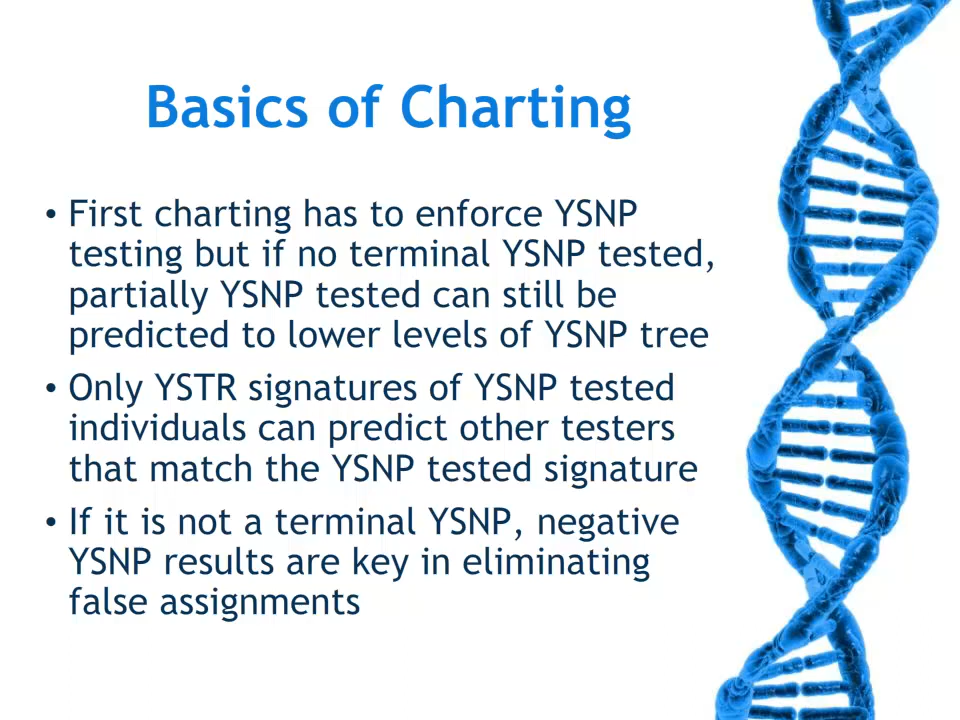 Basics of Charting
• First charting has to enforce YSNP
testing but if no terminal YSNP tested,
partially YSNP tested can still be
predicted to lower levels of YSNP tree
• Only YSTR signatures of YSNP tested
individuals can predict other testers
that match the YSNP tested signature
• If it is not a terminal YSNP, negative
YSNP results are key in eliminating
false assignments